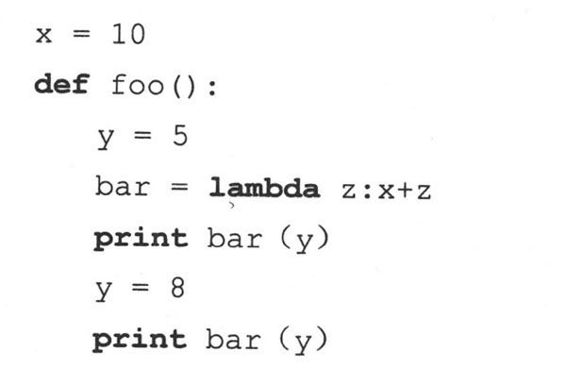 x = 10
def foo():
    y = 5
    bar = lambda z:x+z
    print bar (y)
    y = 8
    print bar (y)